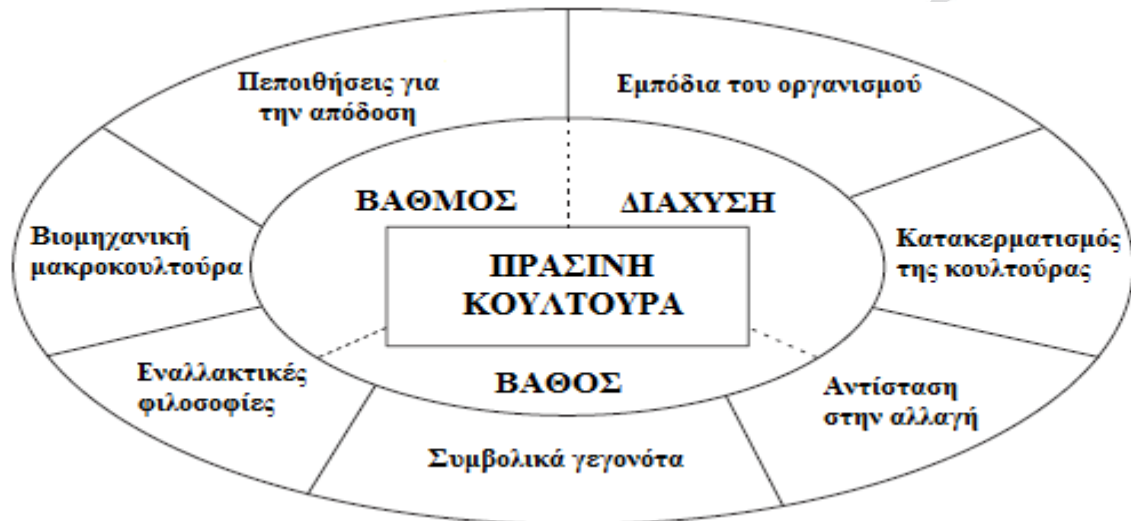 Πεποιθήσεις για
την απόδοση
Εμπόδια του οργανισμού
ΒΑΘΜΟΣ
ΔΙΑΧΥΣΗ
Βιομηχανική
μακροκουλτούρα
ΠΡΑΣΙΝΗ
ΚΟΥΛΤΟΥΡΑ
Κατακερματισμός
της κουλτούρας
Εναλλακτικές
φιλοσοφίες
ΒΑΘΟΣ
Αντίσταση
στην αλλαγή
Συμβολικά γεγονότα